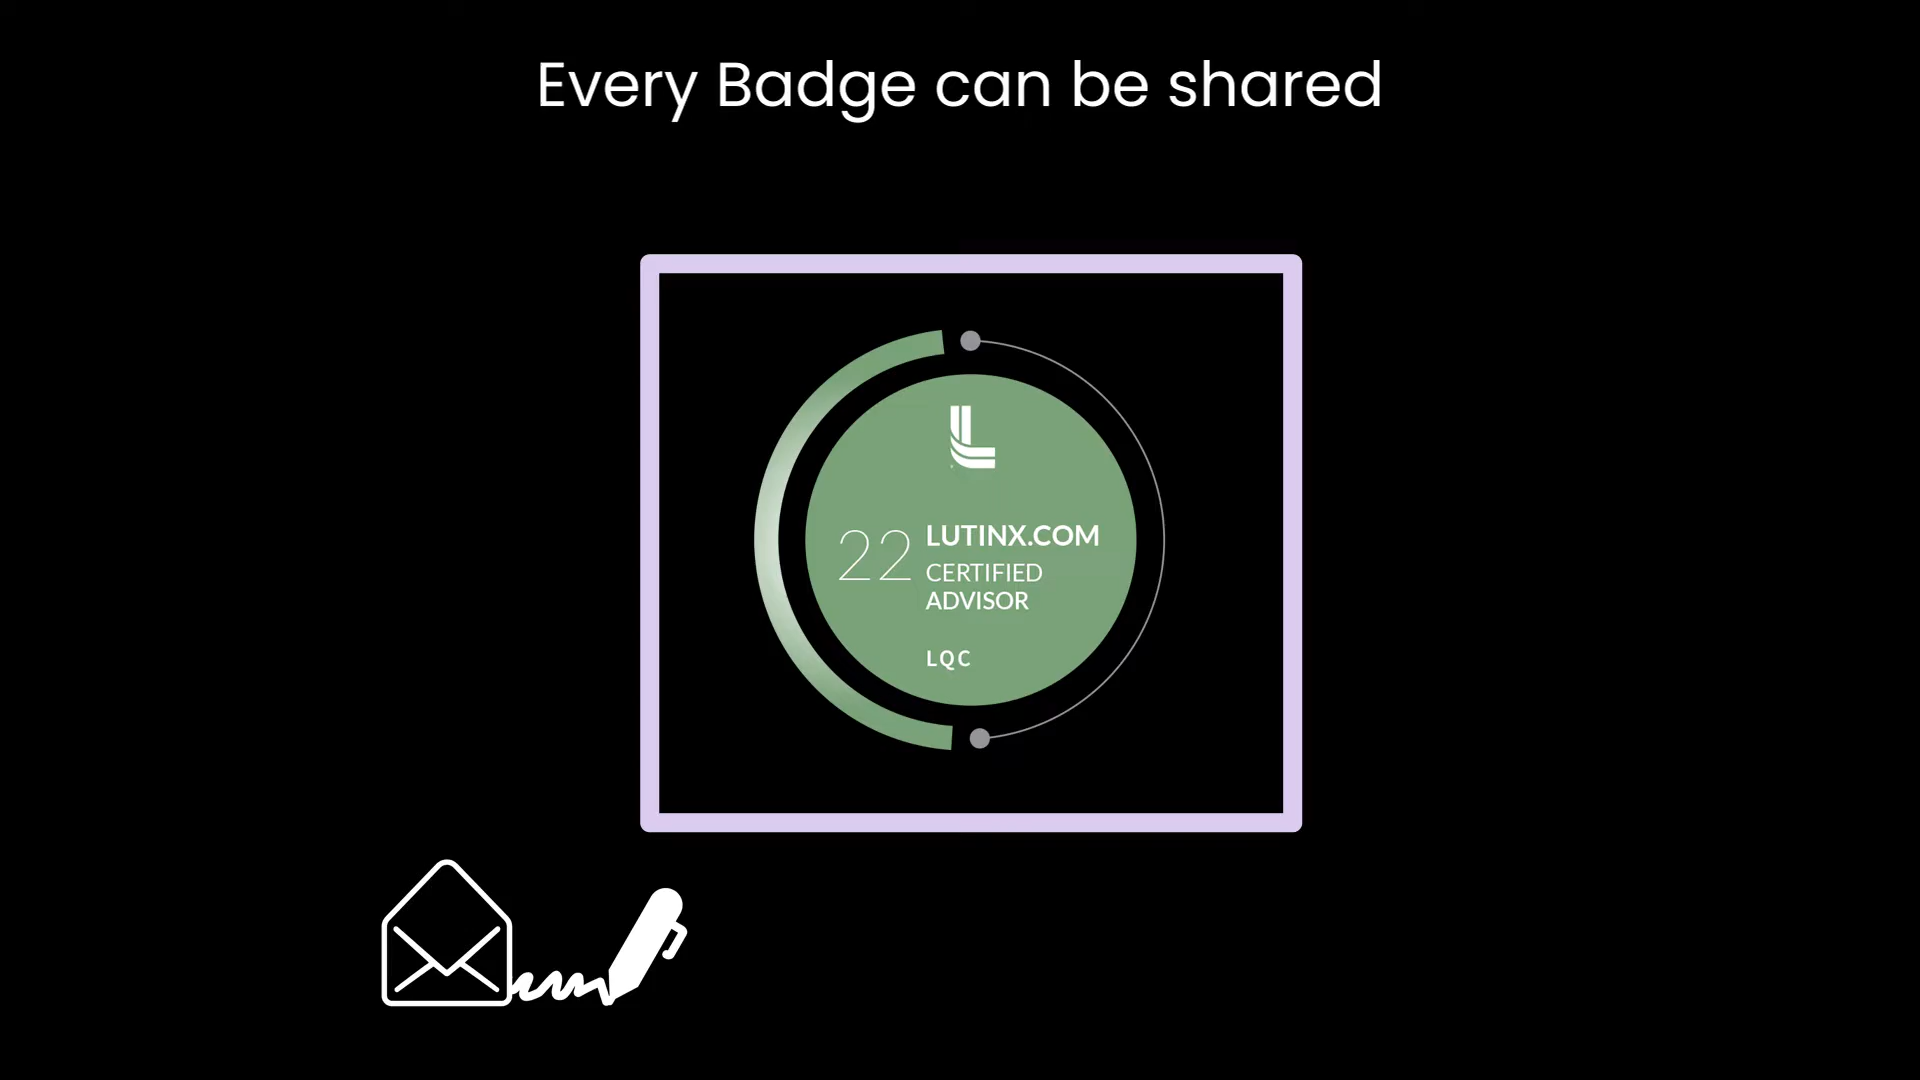 Every Badge can be shared
L
22 LUTINX.COM
CERTIFIED
ADVISOR
LQC